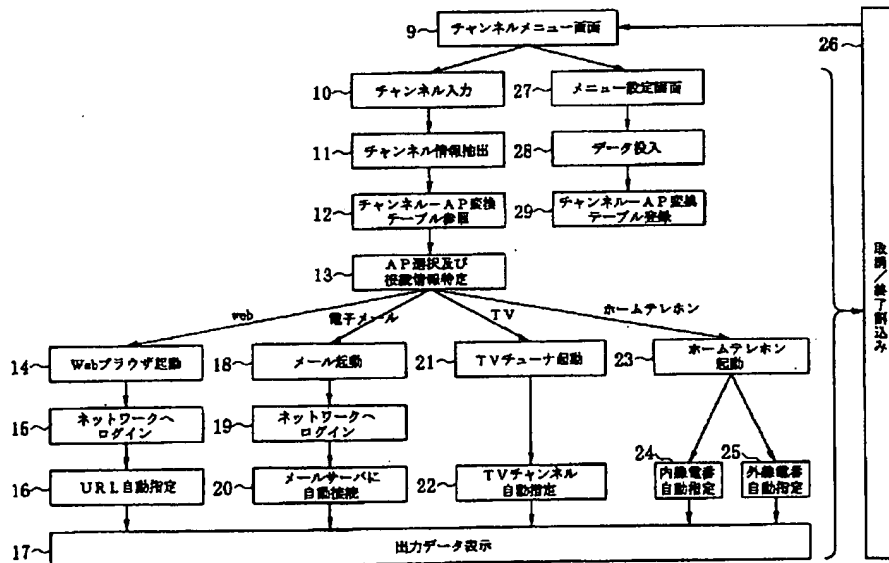 9
チャンネルメニュー画面
26
取消/終了割込み
10
チャンネル入力
27
メニュー設定画面
11
チャンネル情報抽出
28
データ投入
12
チャンネルーAP変換
テーブル参照
29
チャンネルーAP変換
テーブル登録
13
AP選択及び
接続情報特定
web
電子メール
TV
ホームテレホン
14
Webブラウザ起動
18
メール起動
21
TVチューナ起動
23
ホームテレホン
起動
15
ネットワークへ
ログイン
19
ネットワークへ
ログイン
16
URL自動指定
20
メールサーバに
自動接続
22
TVチャンネル
自動指定
24
内線電番
自動指定
25
外線電番
自動指定
17
出力データ表示